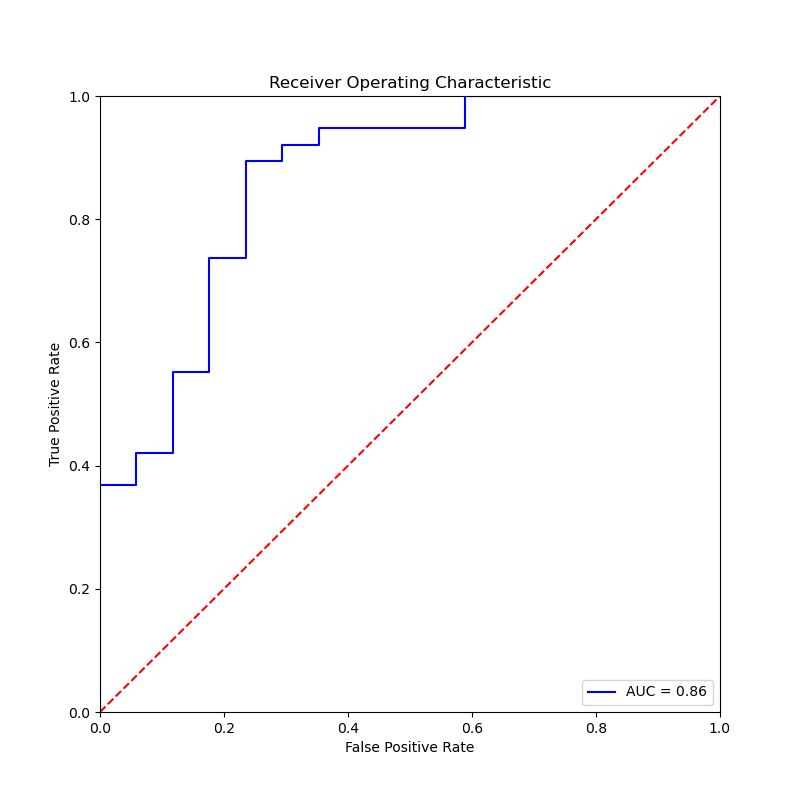 Receiver Operating Characteristic
1.0
0.8
0.6
0.4
0.2
0.0
True Positive Rate
AUC = 0.86
0.0 0.2 0.4 0.6 0.8 1.0
False Positive Rate